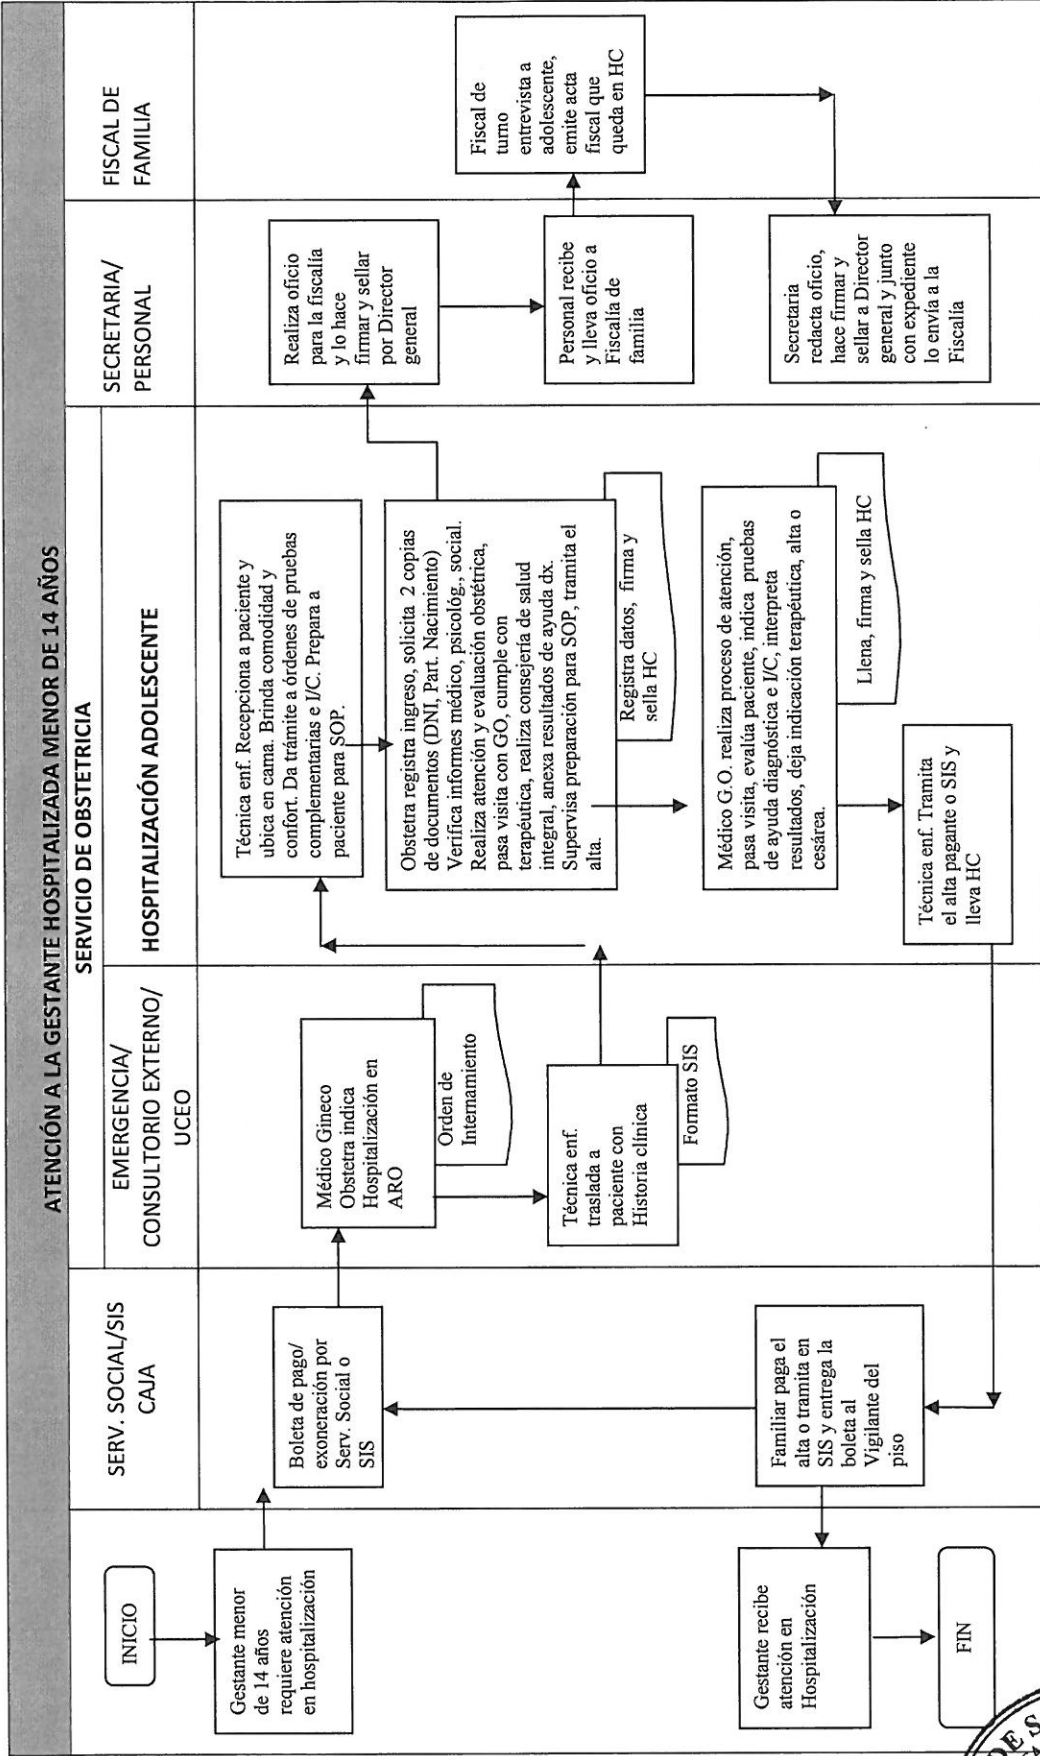 ATENCIÓN A LA GESTANTE HOSPITALIZADA MENOR DE 14 AÑOS
SERV. SOCIAL/SIS
CAJA
SERVICIO DE OBSTETRICIA
EMERGENCIA/
CONSULTORIO EXTERNO/
UCEO
HOSPITALIZACIÓN ADOLESCENTE
SECRETARIA/
PERSONAL
FISCAL DE
FAMILIA
INICIO
Gestante menor
de 14 años
requiere atención
en hospitalización
Boleta de pago/
exoneración por
Serv. Social o
SIS
Médico Gineco
Obstetra indica
Hospitalización en
ARO
Orden de
Internamiento
Técnica enf.
traslada a
paciente con
Historia clínica
Formato SIS
Técnica enf. Recepciona a paciente y
ubica en cama. Brinda comodidad y
confort. Da trámite a órdenes de pruebas
complementarias e I/C. Prepara a
paciente para SOP.
Obstetra registra ingreso, solicita 2 copias
de documentos (DNI, Part. Nacimiento)
Verifica informes médico, psicológ., social.
Realiza atención y evaluación obstétrica,
pasa visita con GO, cumple con
terapéutica, realiza consejería de salud
integral, anexa resultados de ayuda dx.
Supervisa preparación para SOP, tramita el
alta.
Registra datos, firma y
sella HC
Médico G.O. realiza proceso de atención,
pasa visita, evalúa paciente, indica pruebas
de ayuda diagnóstica e I/C, interpreta
resultados, deja indicación terapéutica, alta o
cesárea.
Llena, firma y sella HC
Técnica enf. Tramita
el alta pagante o SIS y
lleva HC
Realiza oficio
para la fiscalía
y lo hace
firmar y sellar
por Director
general
Personal recibe
y lleva oficio a
Fiscalía de
familia
Fiscal de
turno
entrevista a
adolescente,
emite acta
fiscal que
queda en HC
Secretaria
redacta oficio,
hace firmar y
sellar a Director
general y junto
con expediente
lo envía a la
Fiscalía
Familiar paga el
alta o tramita en
SIS y entrega la
boleta al
Vigilante del
piso
Gestante recibe
atención en
Hospitalización
FIN
DE S